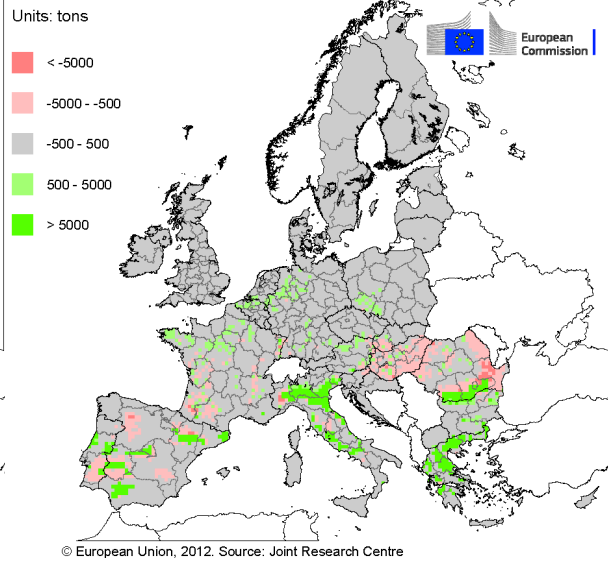 Units: tons
< -5000
-5000 - -500
-500 - 500
500 - 5000
> 5000
European
Commission
© European Union, 2012. Source: Joint Research Centre